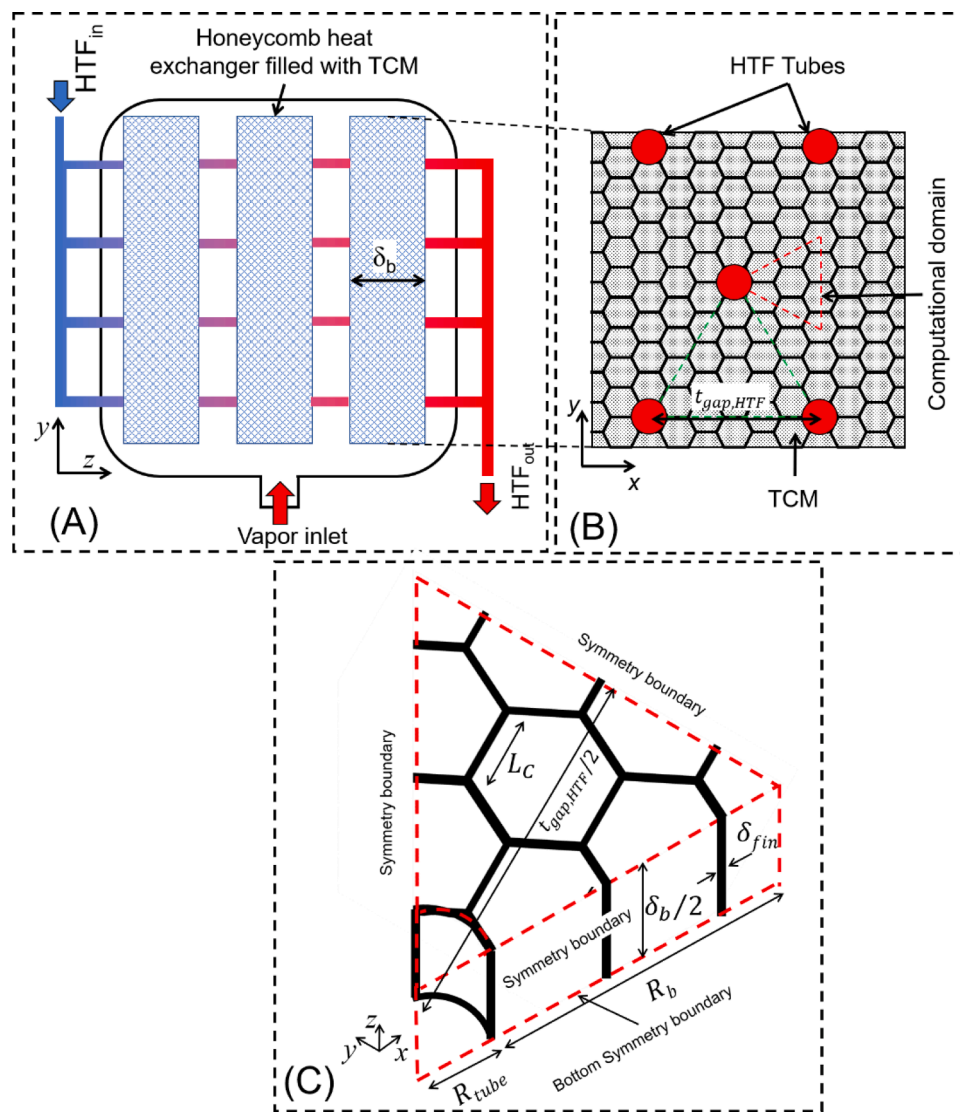 Honeycomb heat
exchanger filled with TCM
HTF_in
δ_b
y
z
HTF_out
(A)
Vapor inlet
HTF Tubes
Computational domain
t_gap,HTF
y
x
TCM
(B)
Symmetry boundary
Symmetry boundary
L_C
t_gap,HTF/2
δ_fin
δ_b/2
Symmetry boundary
R_b
Bottom Symmetry boundary
z
y
x
R_tube
(C)